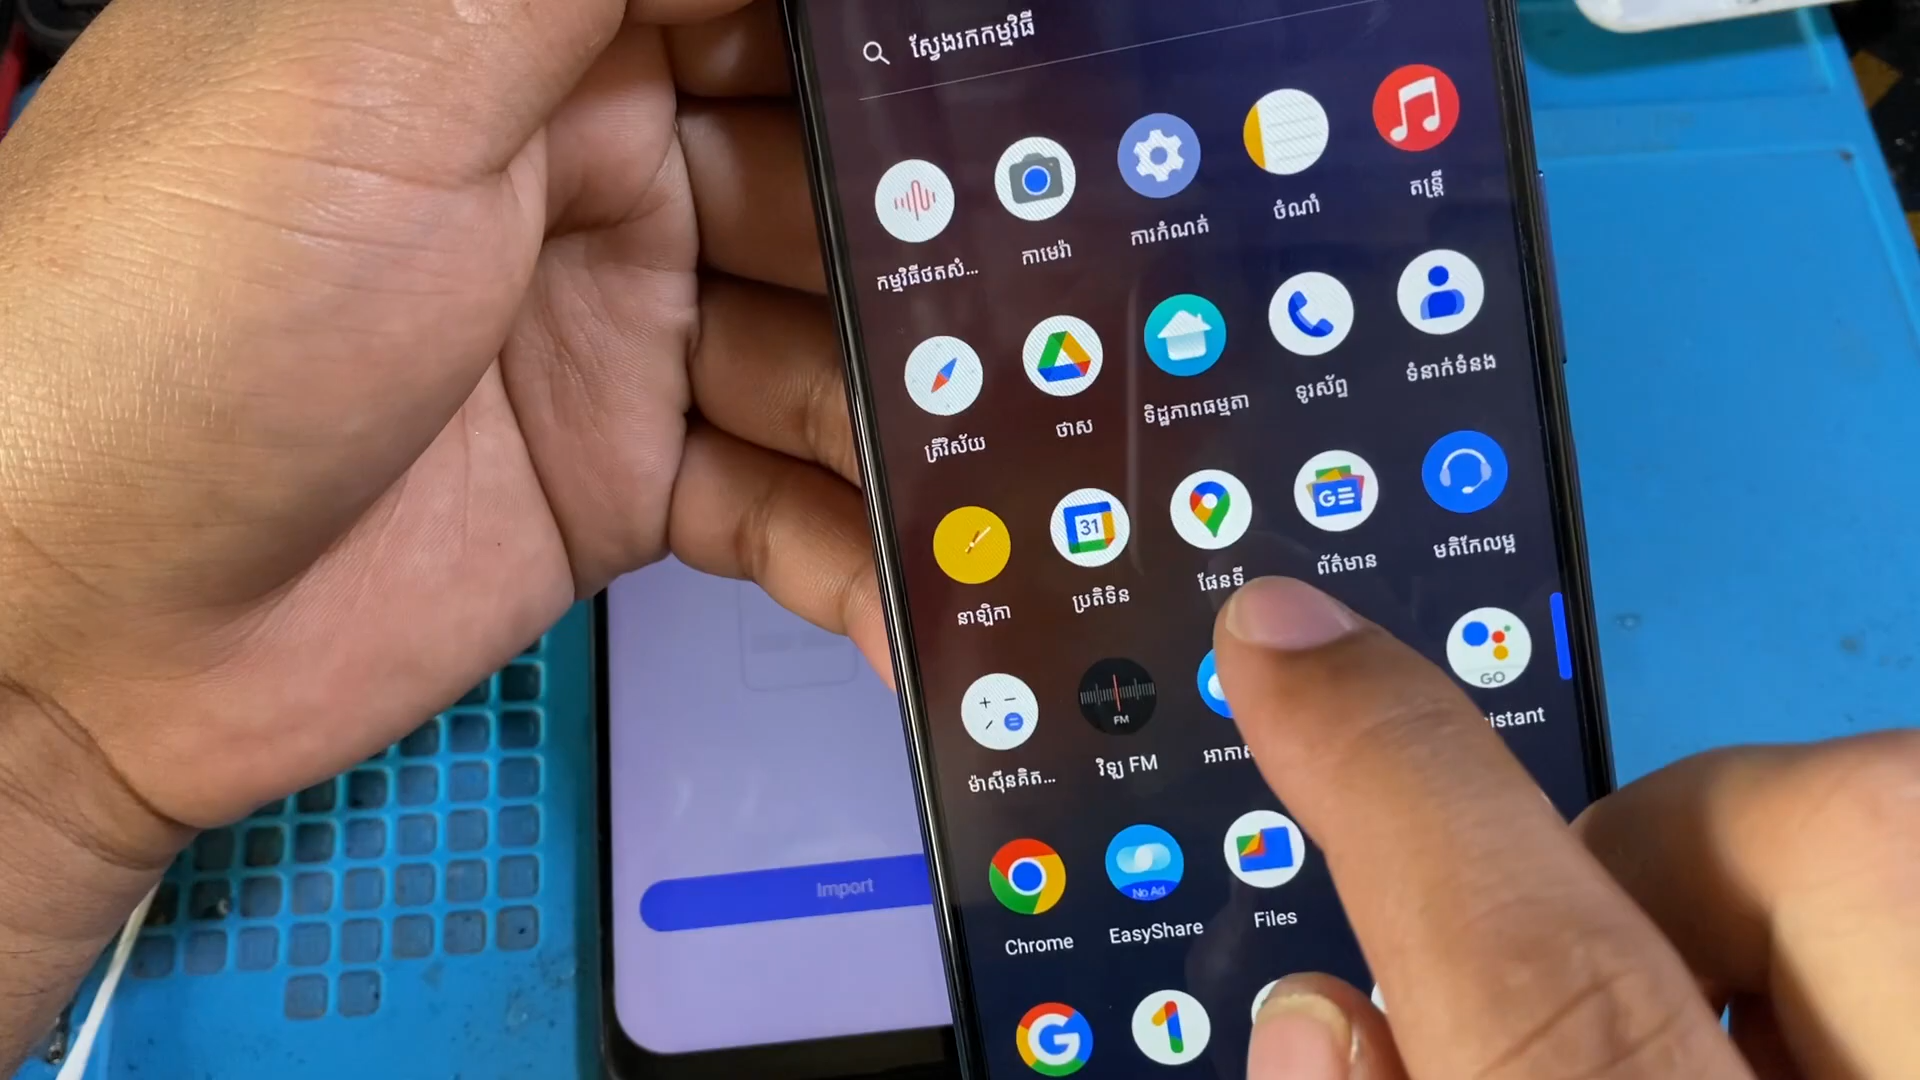 ស្វែងរកកម្មវិធី
កម្មវិធីថតសំ...
កាមេរ៉ា
ការកំណត់
ចំណាំ
តន្ត្រី
ត្រីវិស័យ
ថាស
ទិដ្ឋភាពធម្មតា
ទូរស័ព្ទ
ទំនាក់ទំនង
នាឡិកា
31
ប្រតិទិន
ផែនទី
ព័ត៌មាន
មតិកែលម្អ
ម៉ាស៊ីនគិត...
FM
វិទ្យុ FM
GO
Chrome
No Ad
EasyShare
Files
Import